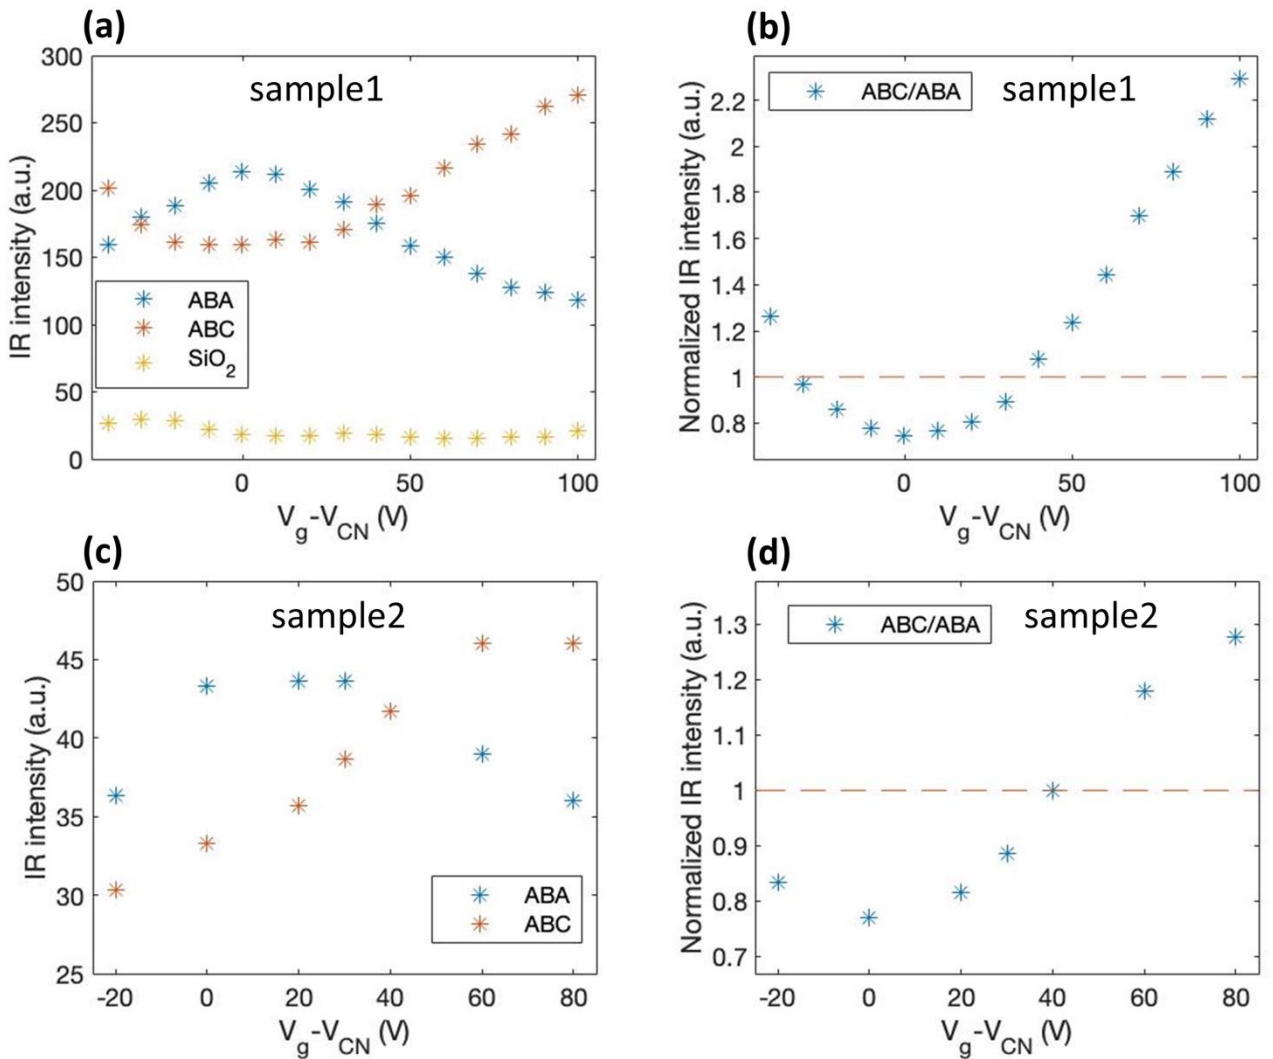 (a)
sample1
300
250
200
150
100
50
0
IR intensity (a.u.)
ABA
ABC
SiO2
0 50 100
Vg-VCN (V)
(b)
ABC/ABA
sample1
2.2
2
1.8
1.6
1.4
1.2
1
0.8
Normalized IR intensity (a.u.)
0 50 100
Vg-VCN (V)
(c)
sample2
50
45
40
35
30
25
IR intensity (a.u.)
ABA
ABC
-20 0 20 40 60 80
Vg-VCN (V)
(d)
ABC/ABA
sample2
1.3
1.2
1.1
1
0.9
0.8
0.7
Normalized IR intensity (a.u.)
-20 0 20 40 60 80
Vg-VCN (V)